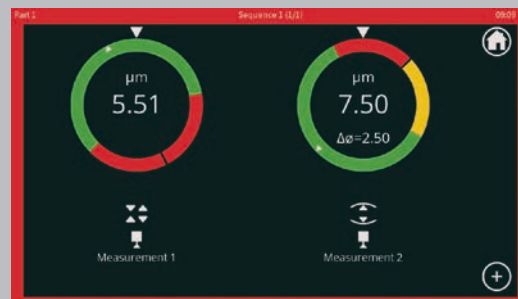 Part 1 Sequence 1 (1/1) 09:09
µm
5.51
µm
7.50
Δø=2.50
Measurement 1
Measurement 2